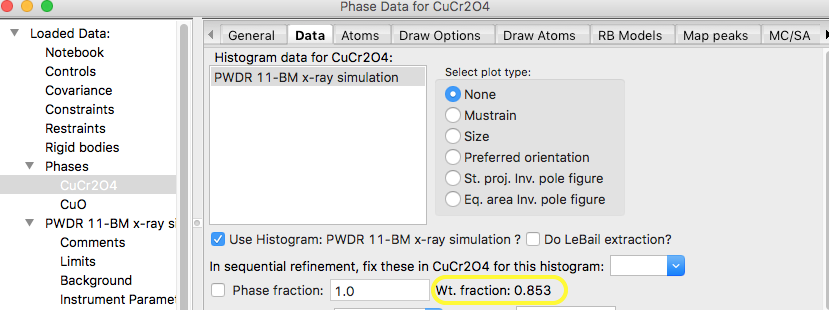 Phase Data for CuCr2O4
Loaded Data:
Notebook
Controls
Covariance
Constraints
Restraints
Rigid bodies
Phases
CuCr2O4
CuO
PWDR 11-BM x-ray si
Comments
Limits
Background
Instrument Parame
General Data Atoms Draw Options Draw Atoms RB Models Map peaks MC/SA
Histogram data for CuCr2O4:
PWDR 11-BM x-ray simulation
Select plot type:
None
Mustrain
Size
Preferred orientation
St. proj. Inv. pole figure
Eq. area Inv. pole figure
Use Histogram: PWDR 11-BM x-ray simulation ? Do LeBail extraction?
In sequential refinement, fix these in CuCr2O4 for this histogram:
Phase fraction: 1.0 Wt. fraction: 0.853